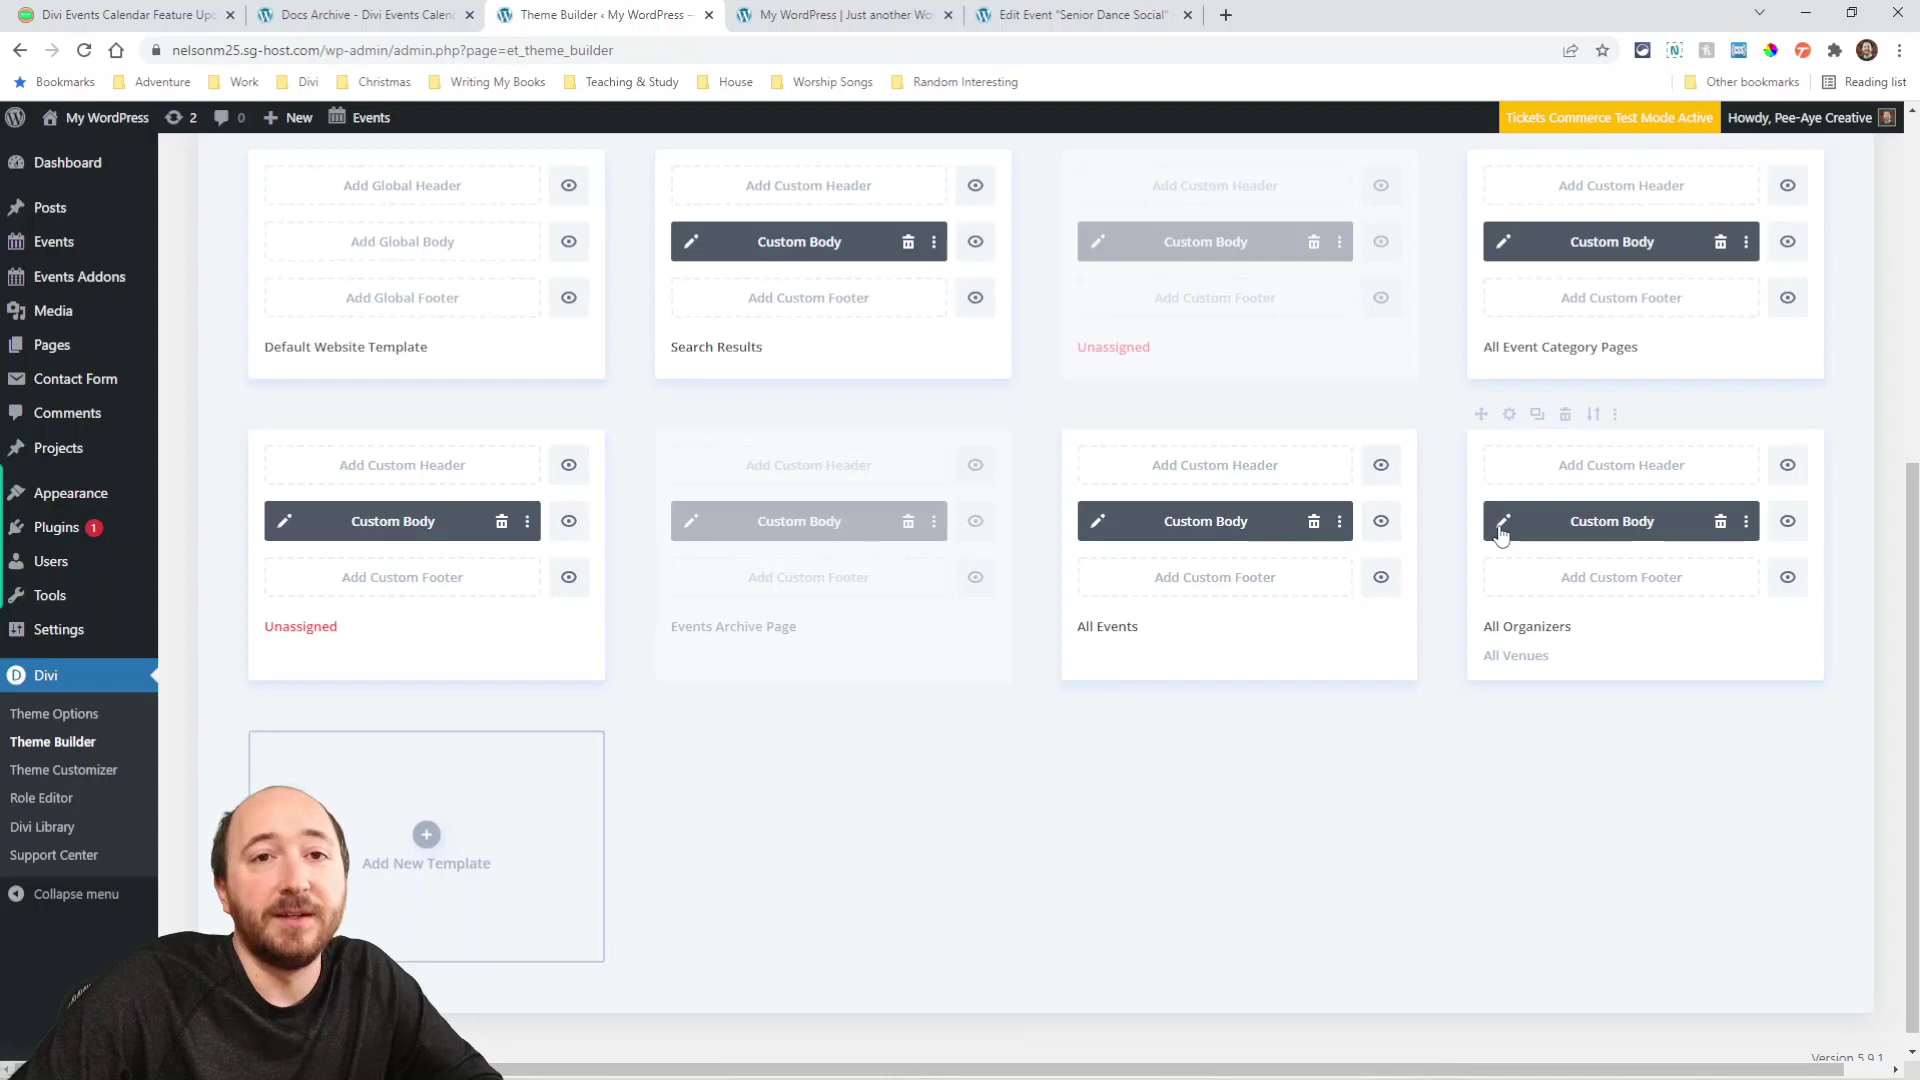 Divi Events Calendar Feature Up
Docs Archive - Divi Events Calen
Theme Builder ‹ My WordPress —
My WordPress | Just another Wo
Edit Event “Senior Dance Social”
nelsonm25.sg-host.com/wp-admin/admin.php?page=et_theme_builder
Bookmarks
Adventure
Work
Divi
Christmas
Writing My Books
Teaching & Study
House
Worship Songs
Random Interesting
Other bookmarks
Reading list
My WordPress
2
0
New
Events
Tickets Commerce Test Mode Active
Howdy, Pee-Aye Creative
Dashboard
Posts
Events
Events Addons
Media
Pages
Contact Form
Comments
Projects
Appearance
Plugins 1
Users
Tools
Settings
Divi
Theme Options
Theme Builder
Theme Customizer
Role Editor
Divi Library
Support Center
Collapse menu
Add Global Header
Add Global Body
Add Global Footer
Default Website Template
Add Custom Header
Custom Body
Add Custom Footer
Search Results
Add Custom Header
Custom Body
Add Custom Footer
Unassigned
Add Custom Header
Custom Body
Add Custom Footer
All Event Category Pages
Add Custom Header
Custom Body
Add Custom Footer
Unassigned
Add Custom Header
Custom Body
Add Custom Footer
Events Archive Page
Add Custom Header
Custom Body
Add Custom Footer
All Events
Add Custom Header
Custom Body
Add Custom Footer
All Organizers
All Venues
Add New Template
Version 5.9.1